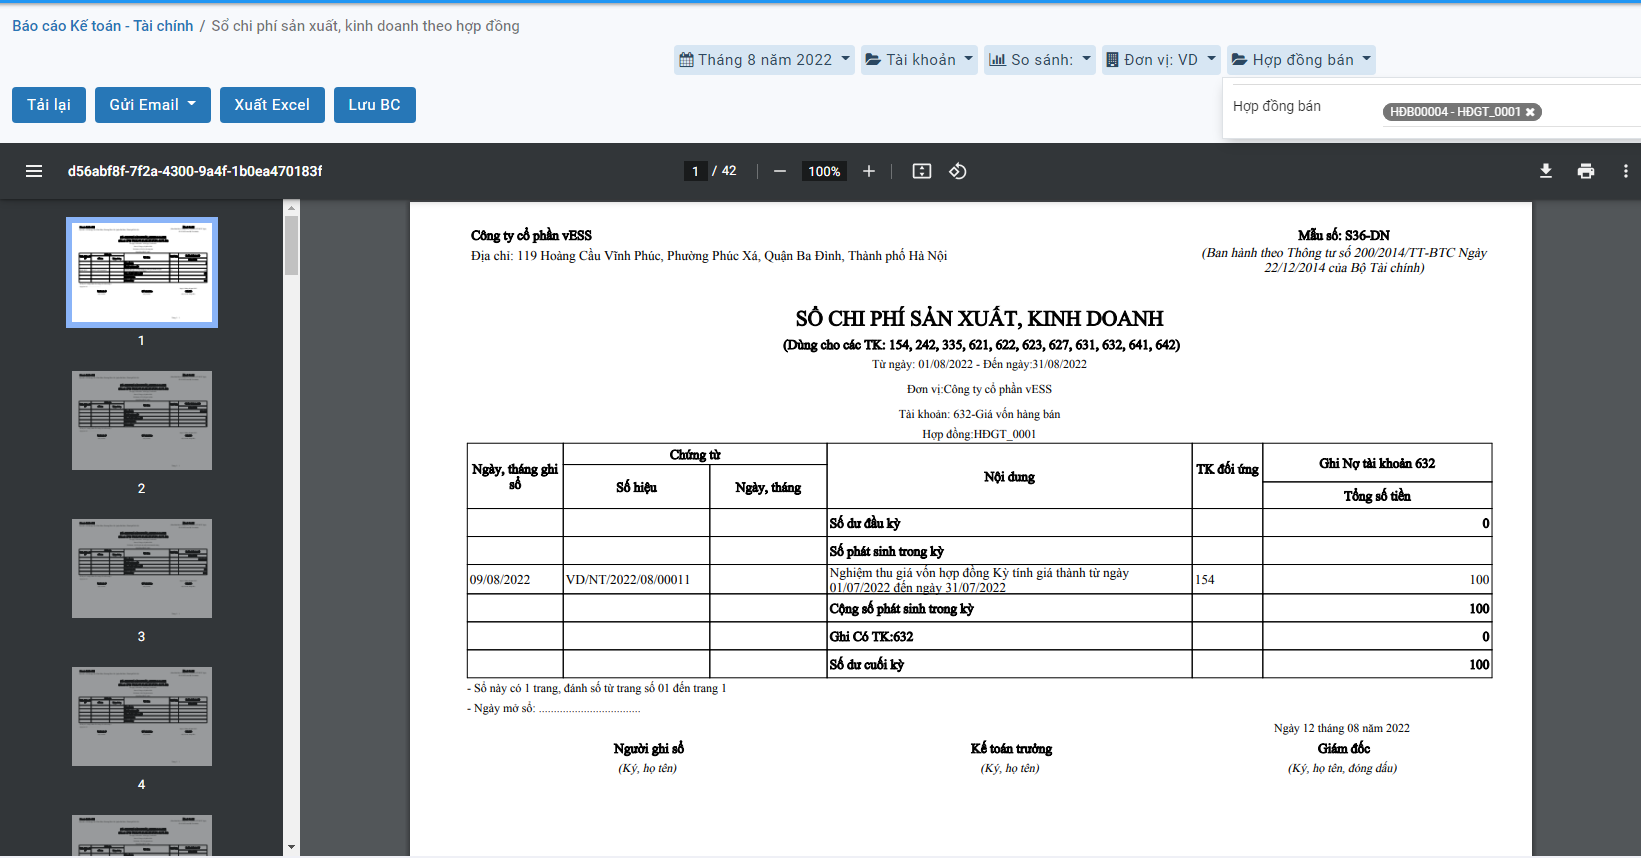 Báo cáo Kế toán - Tài chính / Sổ chi phí sản xuất, kinh doanh theo hợp đồng
Tháng 8 năm 2022 Tài khoản So sánh: Đơn vị: VD Hợp đồng bán
Tải lại Gửi Email Xuất Excel Lưu BC
Hợp đồng bán HĐB00004 - HĐGT_0001 ✖
d56abf8f-7f2a-4300-9a4f-1b0ea470183f 1 / 42 100%
1
2
3
4
Công ty cổ phần vESS
Địa chỉ: 119 Hoàng Cầu Vĩnh Phúc, Phường Phúc Xá, Quận Ba Đình, Thành phố Hà Nội
Mẫu số: S36-DN
(Ban hành theo Thông tư số 200/2014/TT-BTC Ngày
22/12/2014 của Bộ Tài chính)
SỔ CHI PHÍ SẢN XUẤT, KINH DOANH
(Dùng cho các TK: 154, 242, 335, 621, 622, 623, 627, 631, 632, 641, 642)
Từ ngày: 01/08/2022 - Đến ngày:31/08/2022
Đơn vị:Công ty cổ phần vESS
Tài khoản: 632-Giá vốn hàng bán
Hợp đồng:HĐGT_0001
Ngày, tháng ghi
sổ
Chứng từ
Số hiệu Ngày, tháng
Nội dung
TK đối ứng
Ghi Nợ tài khoản 632
Tổng số tiền
Số dư đầu kỳ 0
Số phát sinh trong kỳ
09/08/2022 VD/NT/2022/08/00011 Nghiệm thu giá vốn hợp đồng Kỳ tính giá thành từ ngày
01/07/2022 đến ngày 31/07/2022 154 100
Cộng số phát sinh trong kỳ 100
Ghi Có TK:632 0
Số dư cuối kỳ 100
- Sổ này có 1 trang, đánh số từ trang số 01 đến trang 1
- Ngày mở sổ: ..................................
Ngày 12 tháng 08 năm 2022
Người ghi sổ Kế toán trưởng Giám đốc
(Ký, họ tên) (Ký, họ tên) (Ký, họ tên, đóng dấu)